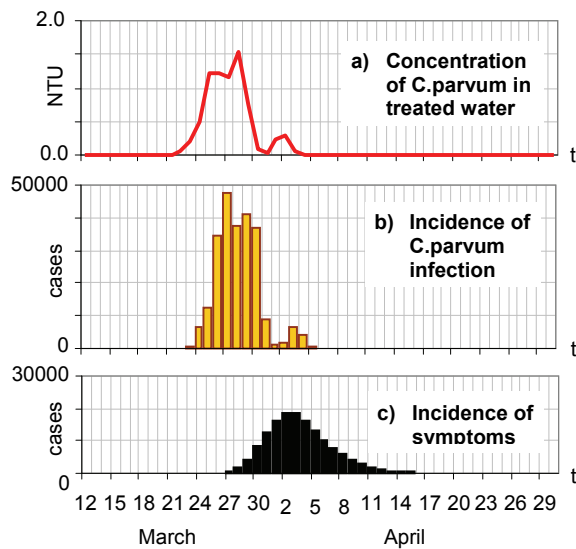 2.0
NTU
0.0
a) Concentration
of C.parvum in
treated water
t
50000
cases
0
b) Incidence of
C.parvum
infection
t
30000
cases
0
c) Incidence of
symptoms
t
12 15 18 21 24 27 30 2 5 8 11 14 17 20 23 26 29
March April